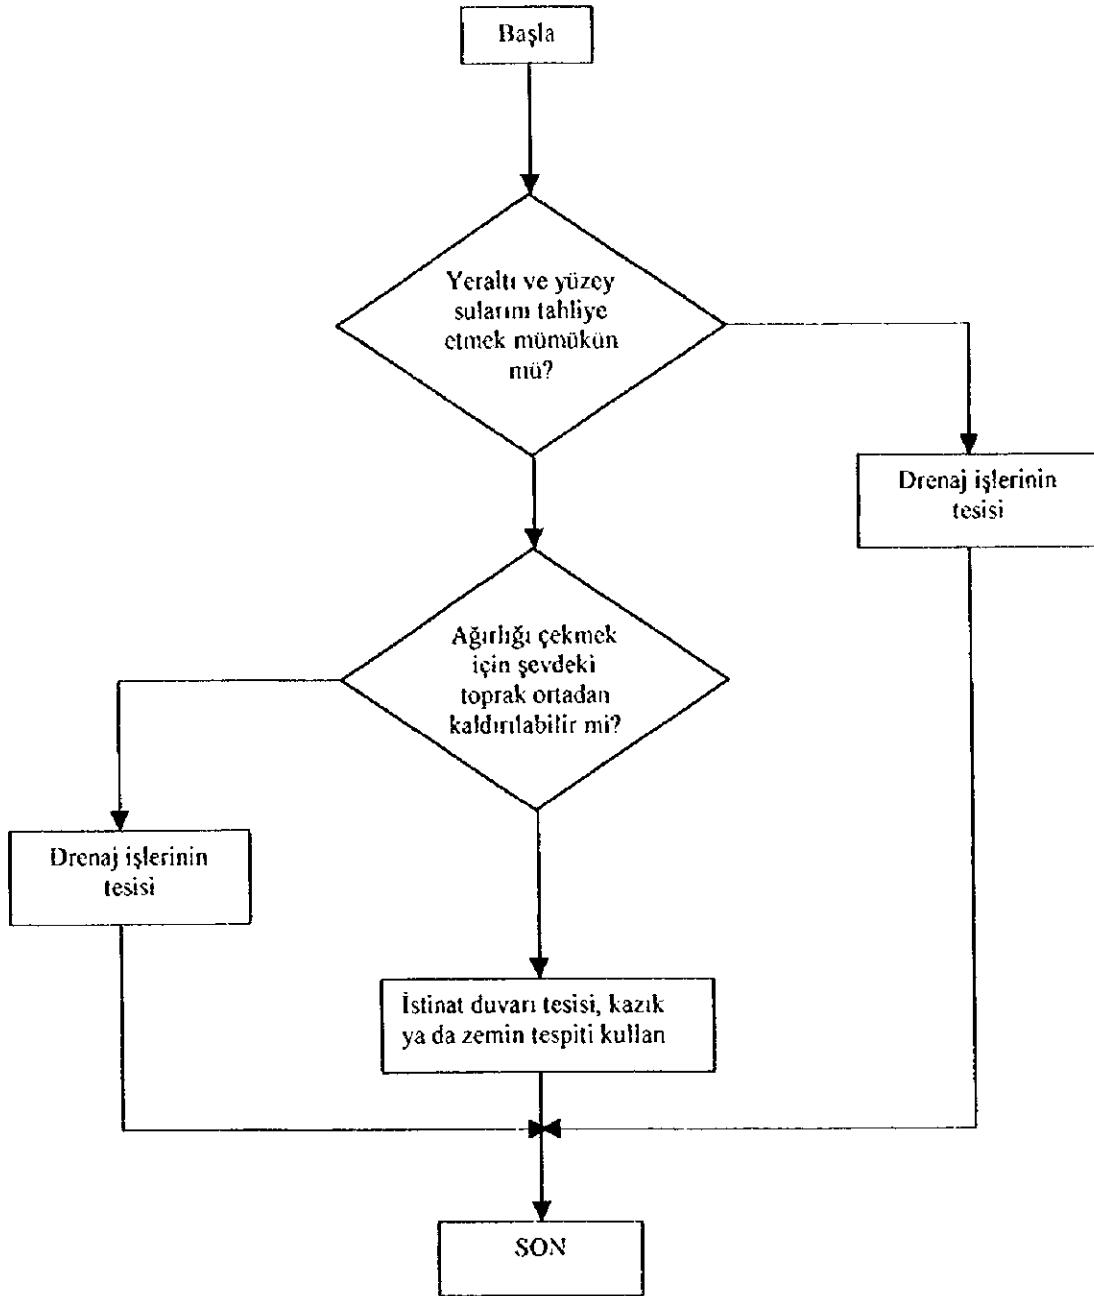 Başla
Yeraltı ve yüzey
sularını tahliye
etmek mümükün
mü?
Drenaj işlerinin
tesisi
Ağırlığı çekmek
için şevdeki
toprak ortadan
kaldırılabilir mi?
Drenaj işlerinin
tesisi
İstinat duvarı tesisi, kazık
ya da zemin tespiti kullan
SON